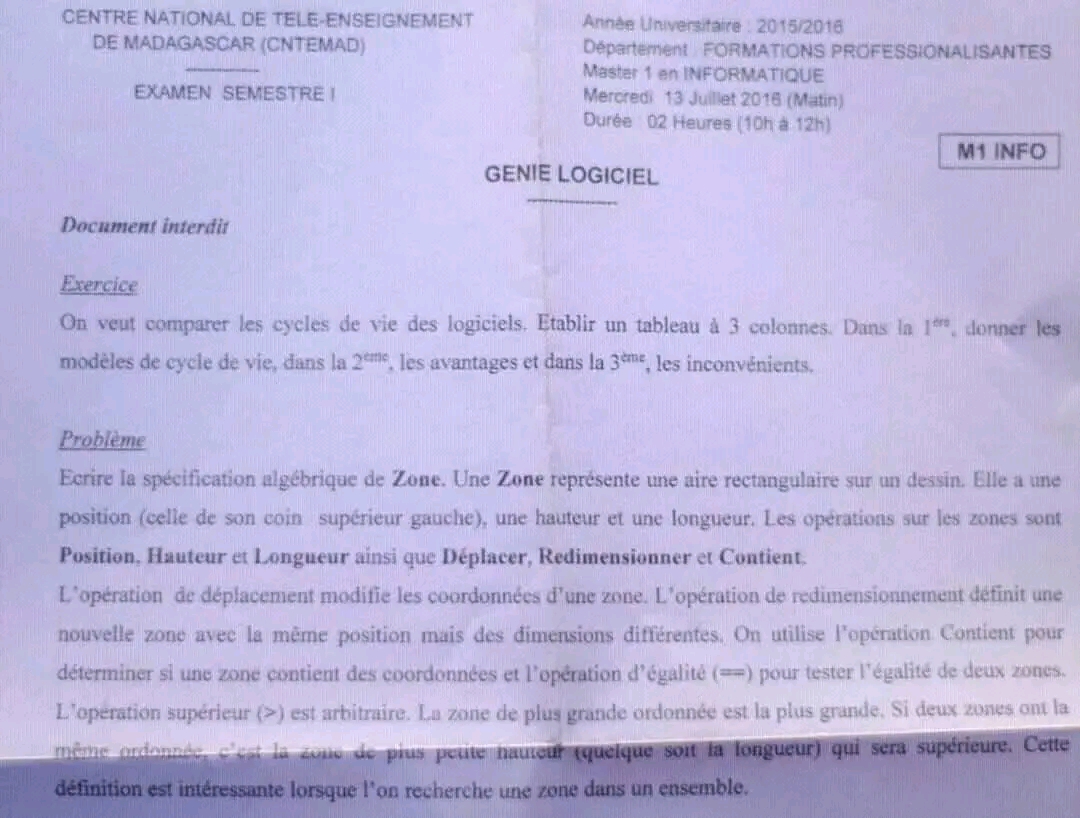 CENTRE NATIONAL DE TELE-ENSEIGNEMENT
DE MADAGASCAR (CNTEMAD)
EXAMEN SEMESTRE I
Année Universitaire : 2015/2016
Département : FORMATIONS PROFESSIONALISANTES
Master 1 en INFORMATIQUE
Mercredi 13 Juillet 2016 (Matin)
Durée : 02 Heures (10h à 12h)
M1 INFO
GENIE LOGICIEL
Document interdit
Exercice
On veut comparer les cycles de vie des logiciels. Etablir un tableau à 3 colonnes. Dans la 1ère, donner les
modèles de cycle de vie, dans la 2ème, les avantages et dans la 3ème, les inconvénients.
Problème
Ecrire la spécification algébrique de Zone. Une Zone représente une aire rectangulaire sur un dessin. Elle a une
position (celle de son coin supérieur gauche), une hauteur et une longueur. Les opérations sur les zones sont
Position, Hauteur et Longueur ainsi que Déplacer, Redimensionner et Contient.
L'opération de déplacement modifie les coordonnées d'une zone. L'opération de redimensionnement définit une
nouvelle zone avec la même position mais des dimensions différentes. On utilise l'opération Contient pour
déterminer si une zone contient des coordonnées et l'opération d'égalité (==) pour tester l'égalité de deux zones.
L'opération supérieur (>) est arbitraire. La zone de plus grande ordonnée est la plus grande. Si deux zones ont la
même ordonnée, c'est la zone de plus petite hauteur (quelque soit la longueur) qui sera supérieure. Cette
définition est intéressante lorsque l'on recherche une zone dans un ensemble.